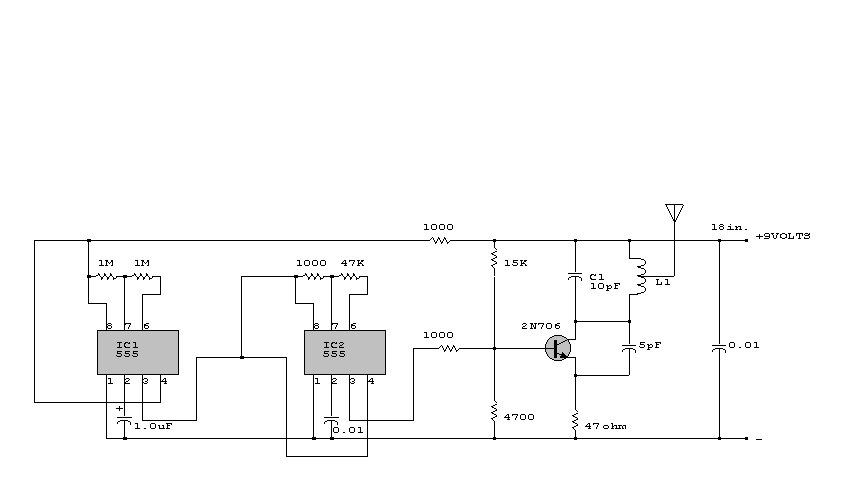 18in.
1000
+9VOLTS
1M 1M
1000 47K
15K
C1
10pF
L1
8 7 6
8 7 6
2N706
1000
IC1
555
IC2
555
5pF
0.01
1 2 3 4
1 2 3 4
+
1.0uF
0.01
4700
47ohm
-